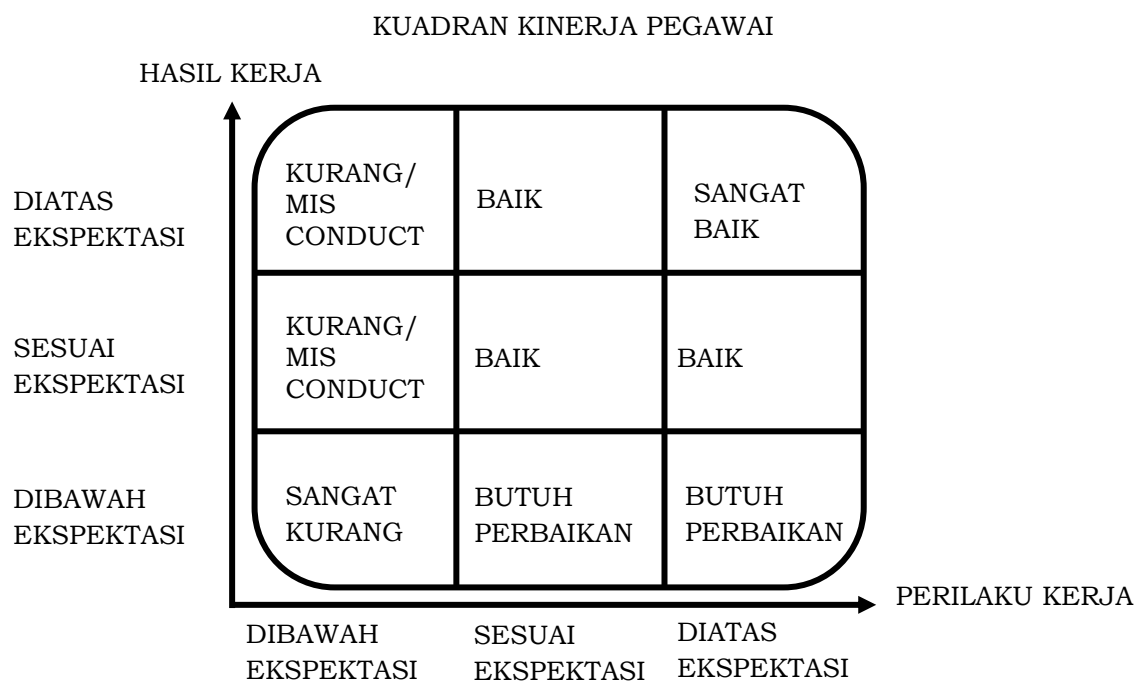 KUADRAN KINERJA PEGAWAI
HASIL KERJA
DIATAS
EKSPEKTASI
KURANG/
MIS
CONDUCT
BAIK
SANGAT
BAIK
SESUAI
EKSPEKTASI
KURANG/
MIS
CONDUCT
BAIK
BAIK
DIBAWAH
EKSPEKTASI
SANGAT
KURANG
BUTUH
PERBAIKAN
BUTUH
PERBAIKAN
PERILAKU KERJA
DIBAWAH
EKSPEKTASI
SESUAI
EKSPEKTASI
DIATAS
EKSPEKTASI